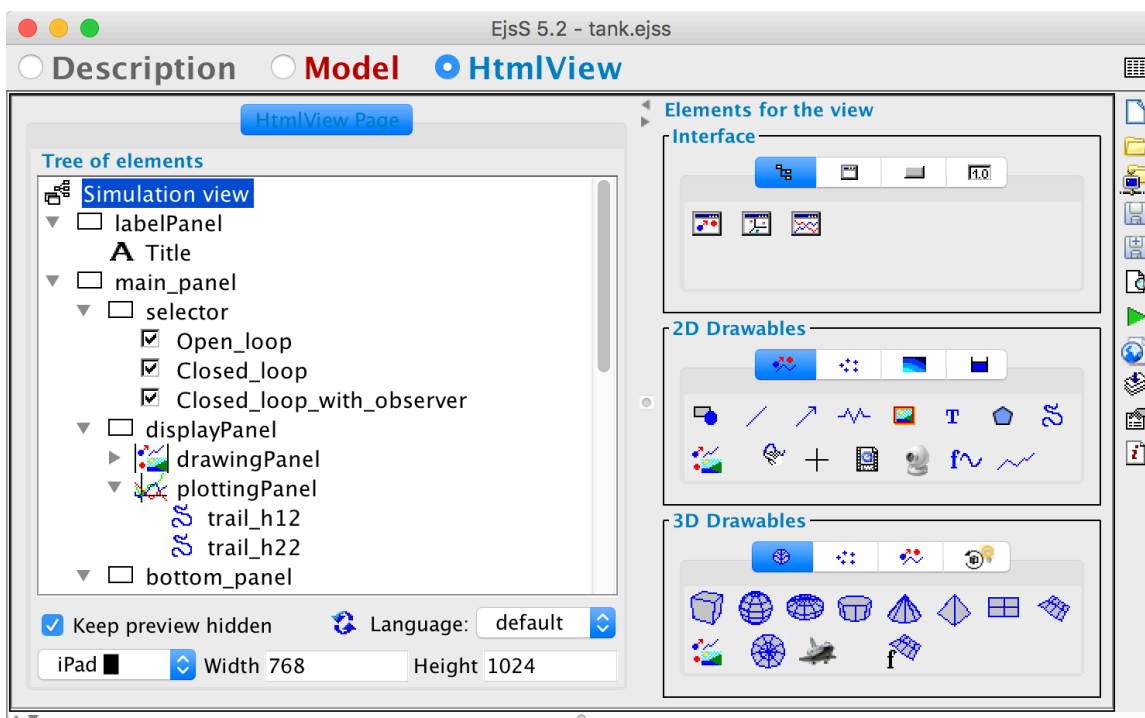 EjsS 5.2 - tank.ejss
Description Model HtmlView
HtmlView Page
Tree of elements
Simulation view
labelPanel
A Title
main_panel
selector
Open_loop
Closed_loop
Closed_loop_with_observer
displayPanel
drawingPanel
plottingPanel
trail_h12
trail_h22
bottom_panel
Keep preview hidden Language: default
iPad Width 768 Height 1024
Elements for the view
Interface
1.0
2D Drawables
T
f
3D Drawables
f